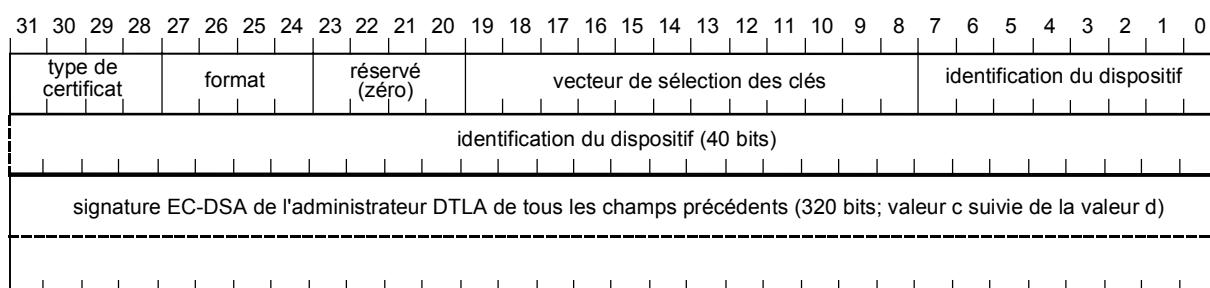 31 30 29 28 27 26 25 24 23 22 21 20 19 18 17 16 15 14 13 12 11 10 9 8 7 6 5 4 3 2 1 0
type de certificat format réservé (zéro) vecteur de sélection des clés identification du dispositif
identification du dispositif (40 bits)
signature EC-DSA de l'administrateur DTLA de tous les champs précédents (320 bits; valeur c suivie de la valeur d)